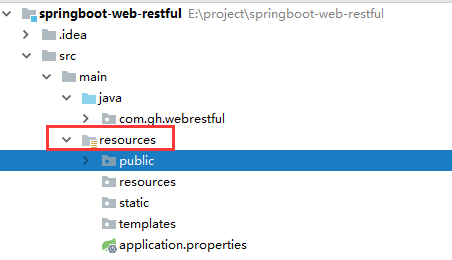 springboot-web-restful E:\project\springboot-web-restful
.idea
src
main
java
com.gh.webrestful
resources
public
resources
static
templates
application.properties